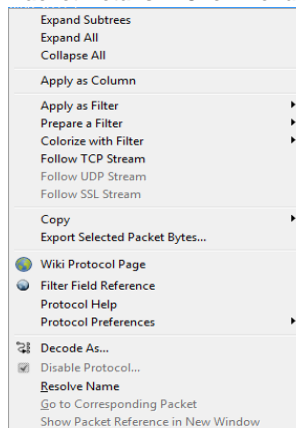 Expand Subtrees
Expand All
Collapse All
Apply as Column
Apply as Filter
Prepare a Filter
Colorize with Filter
Follow TCP Stream
Follow UDP Stream
Follow SSL Stream
Copy
Export Selected Packet Bytes...
Wiki Protocol Page
Filter Field Reference
Protocol Help
Protocol Preferences
Decode As...
Disable Protocol...
Resolve Name
Go to Corresponding Packet
Show Packet Reference in New Window